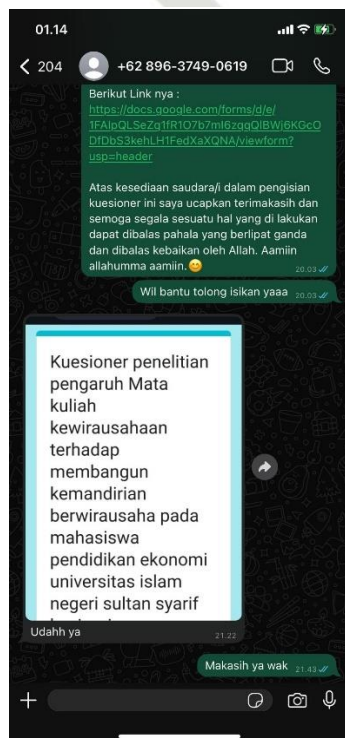 01.14
204
+62 896-3749-0619
Berikut Link nya :
https://docs.google.com/forms/d/e/
1FAIpQLSeZq1fR1O7b7mI6zgqQlBWj6KGcO
DfDbS3kehLH1FedXaXQNA/viewform?
usp=header
Atas kesediaan saudara/i dalam pengisian
kuesioner ini saya ucapkan terimakasih dan
semoga segala sesuatu hal yang di lakukan
dapat dibalas pahala yang berlipat ganda
dan dibalas kebaikan oleh Allah. Aamiin
allahumma aamiin.😊
20.03
Wil bantu tolong isikan yaaa 20.03
Kuesioner penelitian
pengaruh Mata
kuliah
kewirausahaan
terhadap
membangun
kemandirian
berwirausaha pada
mahasiswa
pendidikan ekonomi
universitas islam
negeri sultan syarif
Udahh ya 21.22
Makasih ya wak 21.43